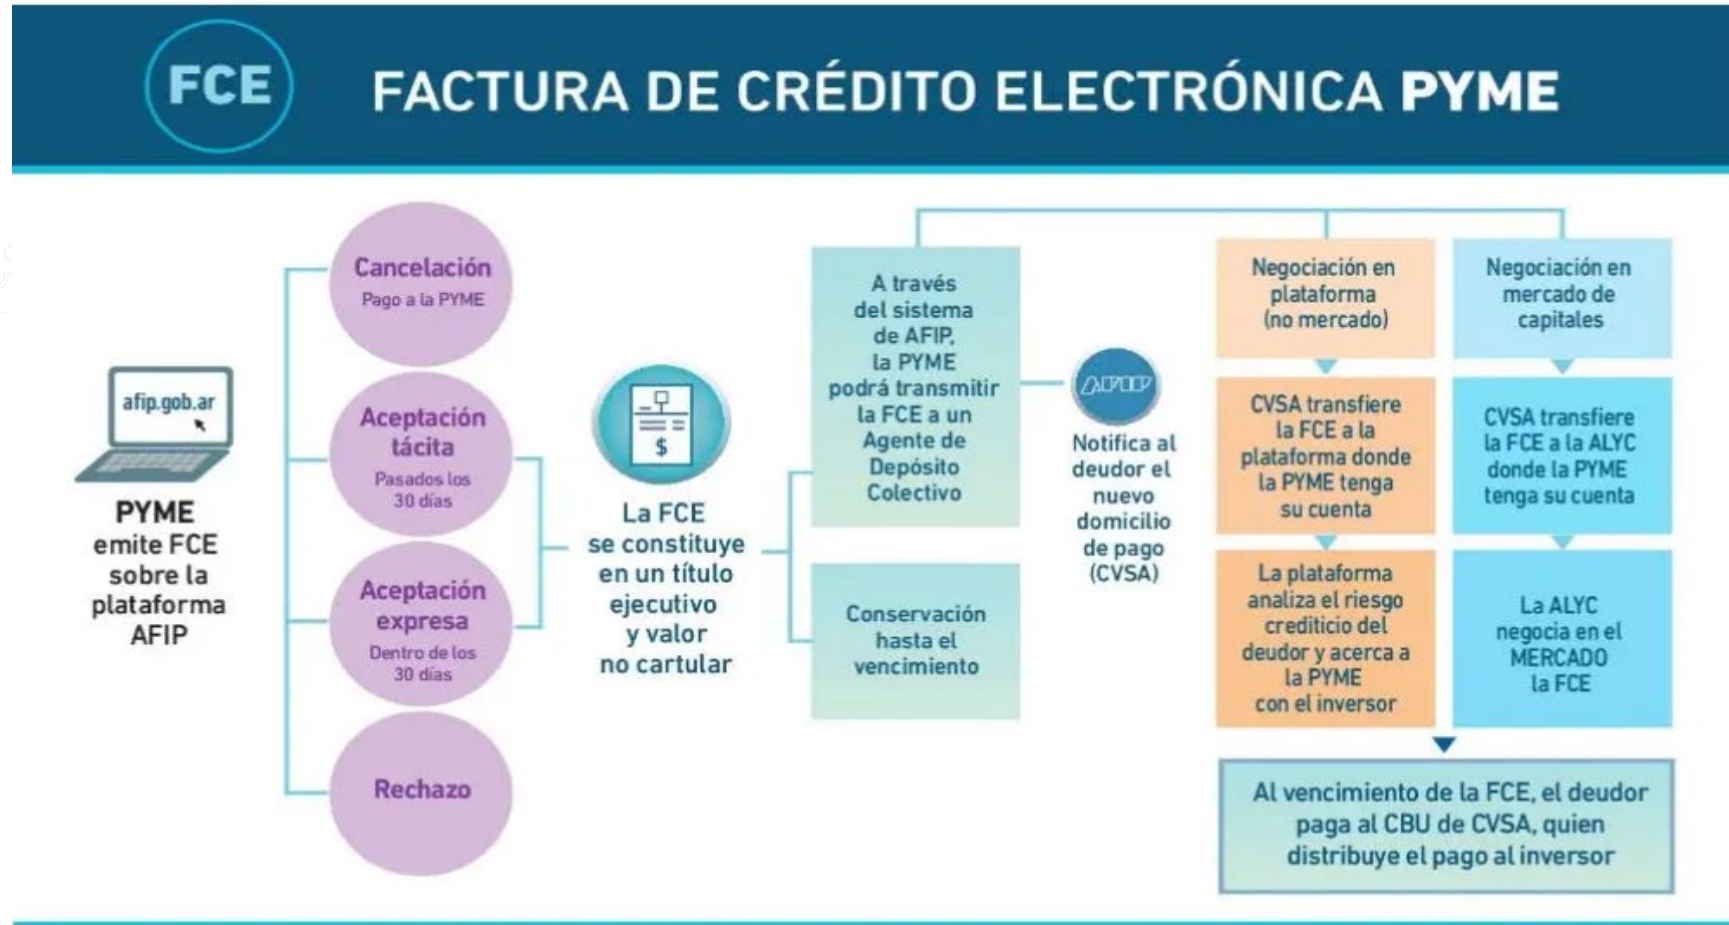 FCE
FACTURA DE CRÉDITO ELECTRÓNICA PYME
afip.gob.ar
PYME
emite FCE
sobre la
plataforma
AFIP
Cancelación
Pago a la PYME
Aceptación
tácita
Pasados los
30 días
Aceptación
expresa
Dentro de los
30 días
Rechazo
$
La FCE
se constituye
en un título
ejecutivo
y valor
no cartular
A través
del sistema
de AFIP,
la PYME
podrá transmitir
la FCE a un
Agente de
Depósito
Colectivo
Conservación
hasta el
vencimiento
AFIP
Notifica al
deudor el
nuevo
domicilio
de pago
(CVSA)
Negociación en
plataforma
(no mercado)
CVSA transfiere
la FCE a la
plataforma donde
la PYME tenga
su cuenta
La plataforma
analiza el riesgo
crediticio del
deudor y acerca a
la PYME
con el inversor
Negociación en
mercado de
capitales
CVSA transfiere
la FCE a la ALYC
donde la PYME
tenga su cuenta
La ALYC
negocia en el
MERCADO
la FCE
Al vencimiento de la FCE, el deudor
paga al CBU de CVSA, quien
distribuye el pago al inversor